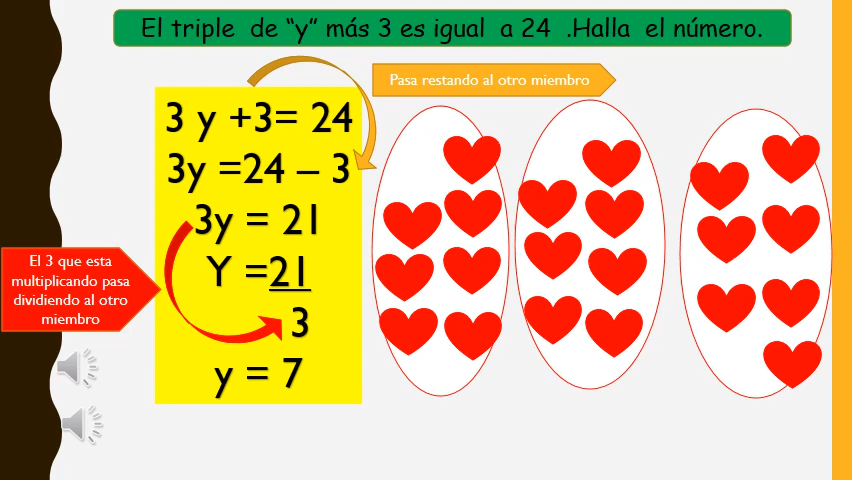 El triple de “y” más 3 es igual a 24 .Halla el número.
Pasa restando al otro miembro
3 y +3= 24
3y =24 – 3
3y = 21
Y =21
3
y = 7
El 3 que esta
multiplicando pasa
dividiendo al otro
miembro